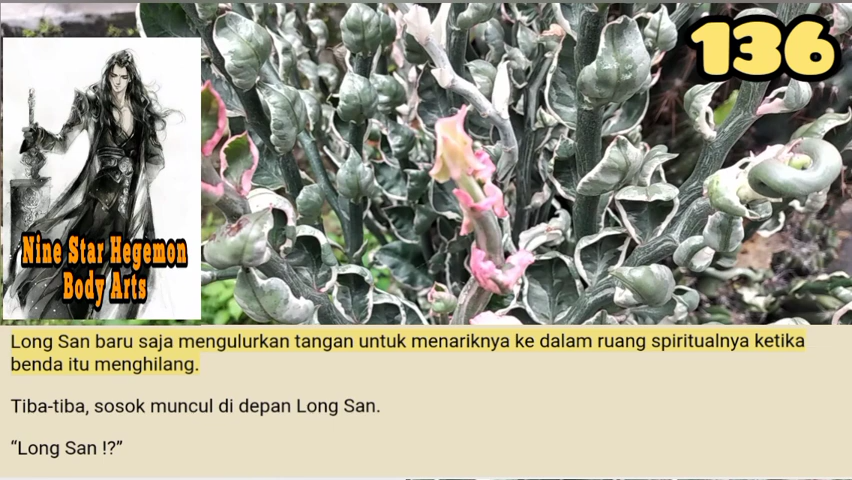 136
Nine Star Hegemon
Body Arts
Long San baru saja mengulurkan tangan untuk menariknya ke dalam ruang spiritualnya ketika
benda itu menghilang.
Tiba-tiba, sosok muncul di depan Long San.
“Long San !?”